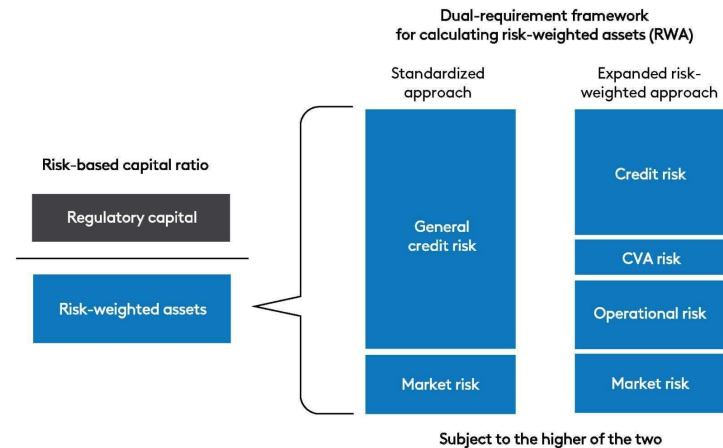 Dual-requirement framework
for calculating risk-weighted assets (RWA)
Standardized
approach
Expanded risk-
weighted approach
Risk-based capital ratio
Regulatory capital
Risk-weighted assets
General
credit risk
Market risk
Credit risk
CVA risk
Operational risk
Market risk
Subject to the higher of the two